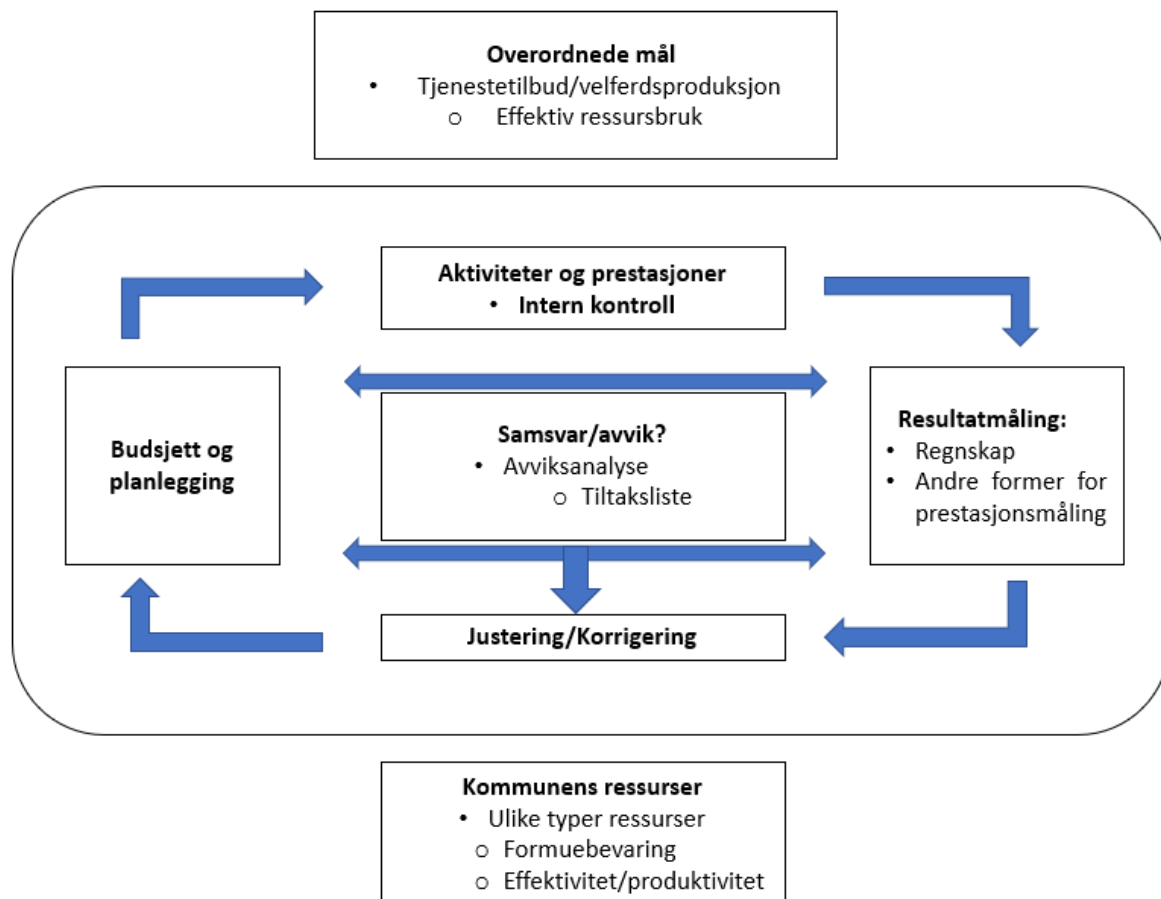 Overordnede mål
• Tjenestetilbud/velferdsproduksjon
o Effektiv ressursbruk
Aktiviteter og prestasjoner
• Intern kontroll
Budsjett og
planlegging
Samsvar/avvik?
• Avviksanalyse
o Tiltaksliste
Resultatmåling:
• Regnskap
• Andre former for
prestasjonsmåling
Justering/Korrigering
Kommunens ressurser
• Ulike typer ressurser
o Formuebevaring
o Effektivitet/produktivitet